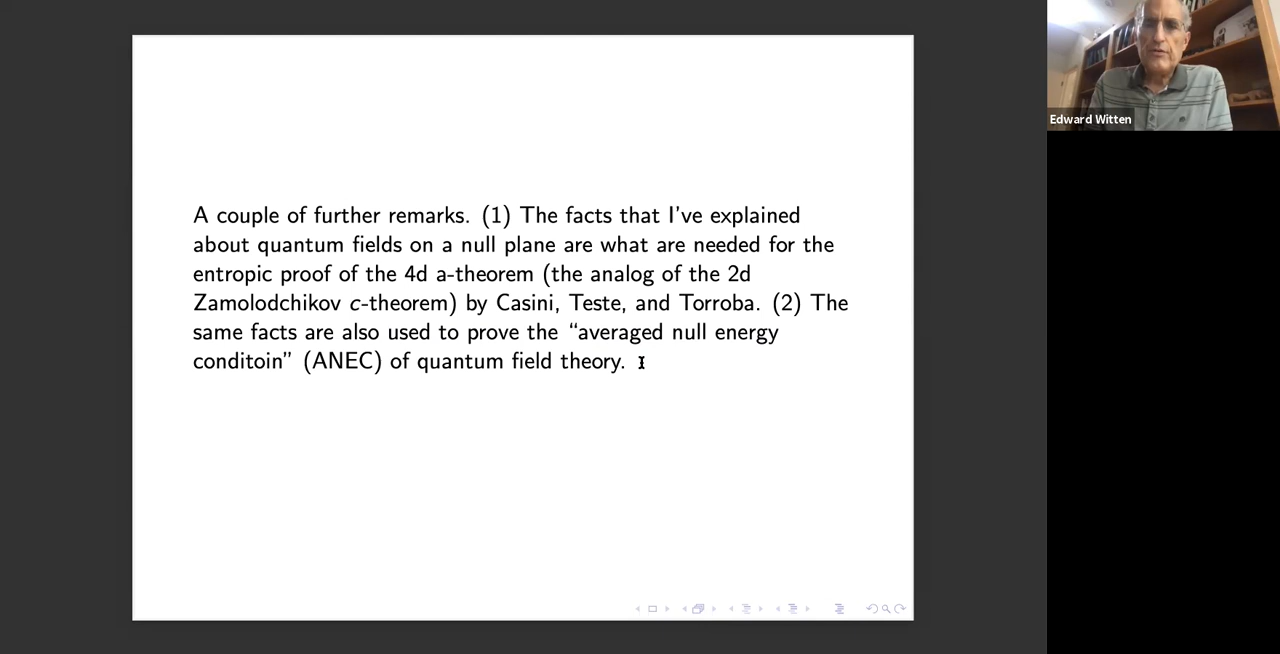 A couple of further remarks. (1) The facts that I've explained
about quantum fields on a null plane are what are needed for the
entropic proof of the 4d a-theorem (the analog of the 2d
Zamolodchikov c-theorem) by Casini, Teste, and Torroba. (2) The
same facts are also used to prove the “averaged null energy
conditoin” (ANEC) of quantum field theory.
Edward Witten